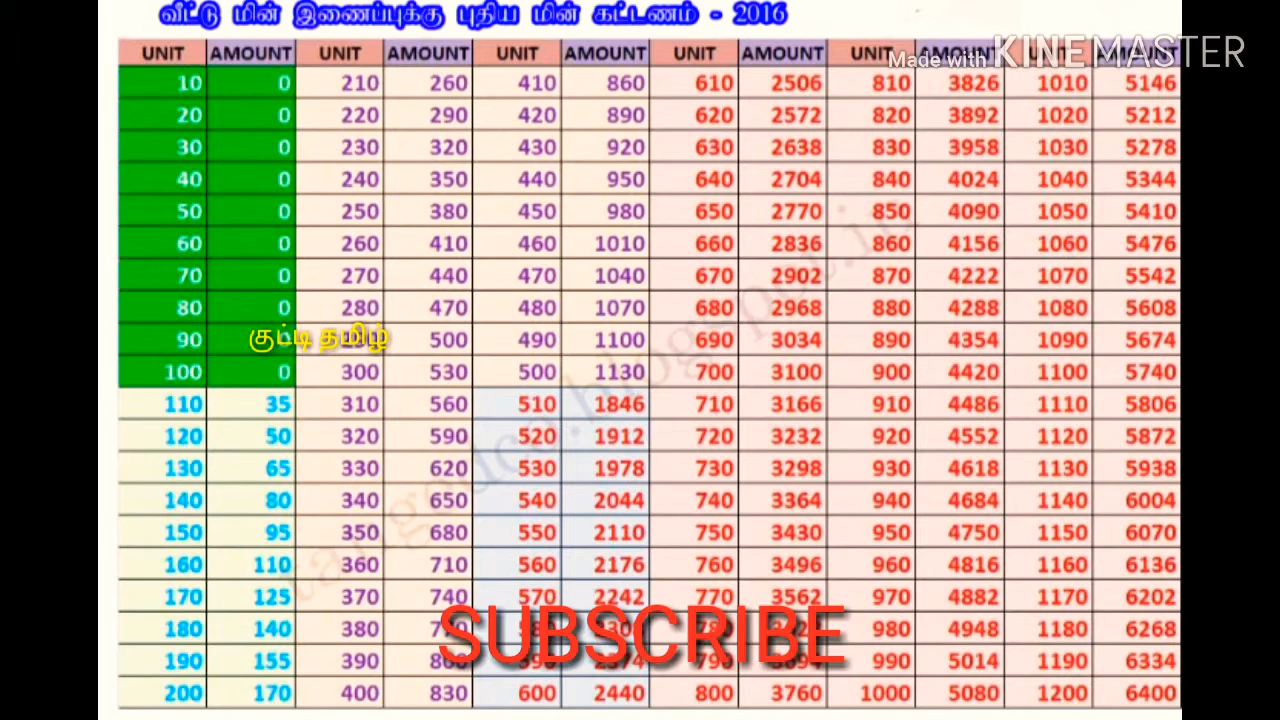 வீட்டு மின் இணைப்புக்கு புதிய மின் கட்டணம் - 2016
UNIT AMOUNT UNIT AMOUNT UNIT AMOUNT UNIT AMOUNT UNIT AMOUNT
Made with KINEMASTER
10 0 210 260 410 860 610 2506 810 3826 1010 5146
20 0 220 290 420 890 620 2572 820 3892 1020 5212
30 0 230 320 430 920 630 2638 830 3958 1030 5278
40 0 240 350 440 950 640 2704 840 4024 1040 5344
50 0 250 380 450 980 650 2770 850 4090 1050 5410
60 0 260 410 460 1010 660 2836 860 4156 1060 5476
70 0 270 440 470 1040 670 2902 870 4222 1070 5542
80 0 280 470 480 1070 680 2968 880 4288 1080 5608
90 500 490 1100 690 3034 890 4354 1090 5674
குட்டி தமிழ்
100 0 300 530 500 1130 700 3100 900 4420 1100 5740
110 35 310 560 510 1846 710 3166 910 4486 1110 5806
120 50 320 590 520 1912 720 3232 920 4552 1120 5872
130 65 330 620 530 1978 730 3298 930 4618 1130 5938
140 80 340 650 540 2044 740 3364 940 4684 1140 6004
150 95 350 680 550 2110 750 3430 950 4750 1150 6070
160 110 360 710 560 2176 760 3496 960 4816 1160 6136
170 125 370 740 570 2242 770 3562 970 4882 1170 6202
180 140 380 980 4948 1180 6268
SUBSCRIBE
190 155 390 990 5014 1190 6334
200 170 400 830 600 2440 800 3760 1000 5080 1200 6400